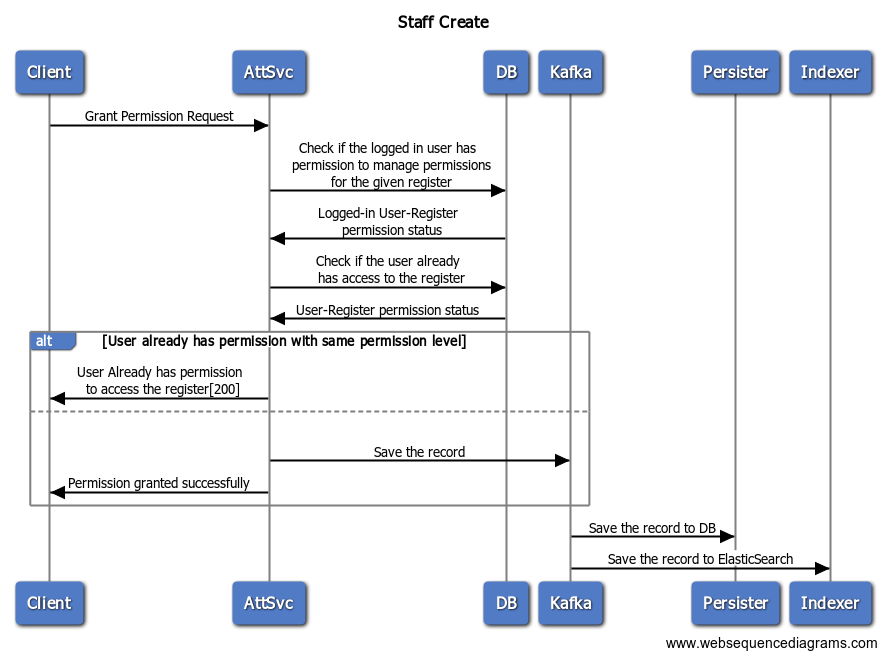 Staff Create
Client AttSvc DB Kafka Persister Indexer
Grant Permission Request
Check if the logged in user has
permission to manage permissions
for the given register
Logged-in User-Register
permission status
Check if the user already
has access to the register
User-Register permission status
alt [User already has permission with same permission level]
User Already has permission
to access the register[200]
Save the record
Permission granted successfully
Save the record to DB
Save the record to ElasticSearch
Client AttSvc DB Kafka Persister Indexer
www.websequencediagrams.com